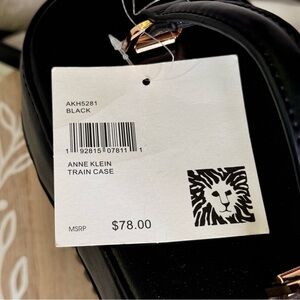 AKH5281
BLACK
1 92815 07811 1
ANNE KLEIN
TRAIN CASE
MSRP $78.00